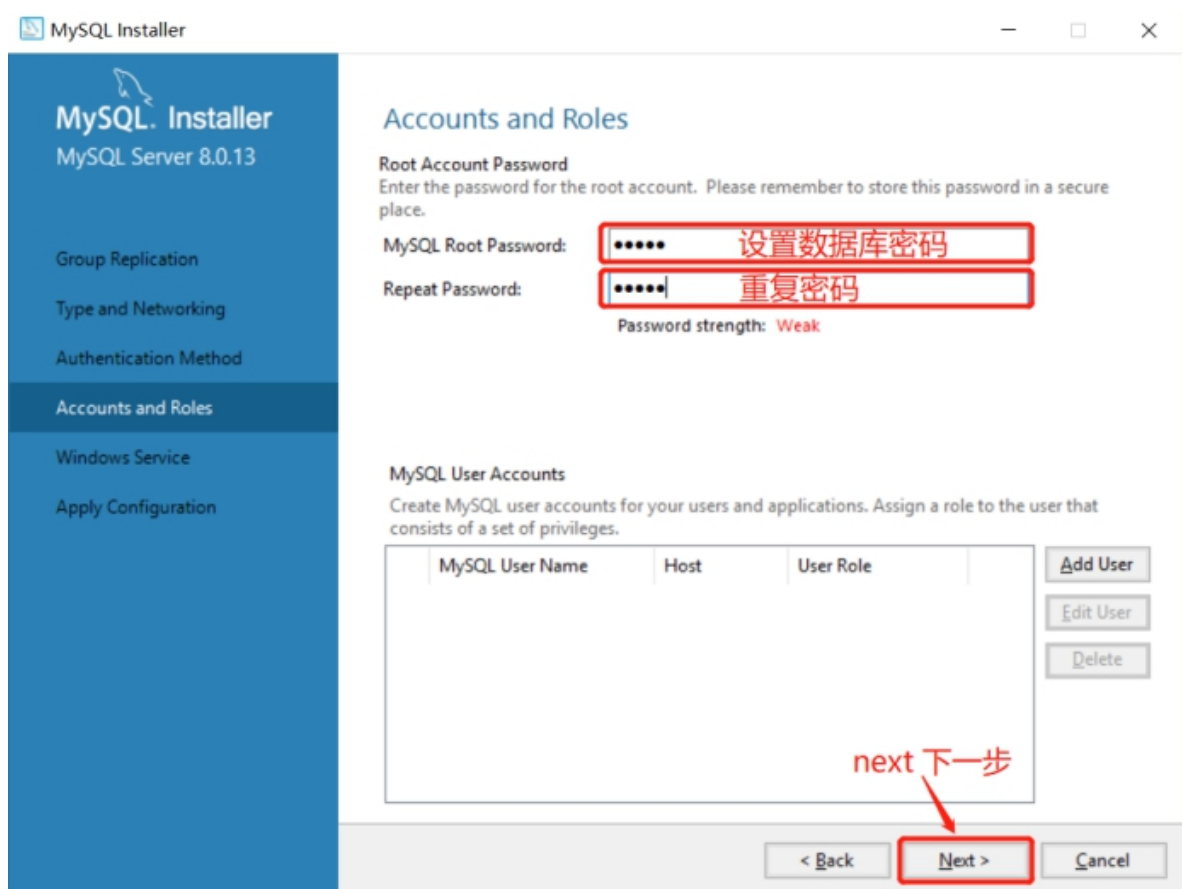 MySQL Installer
MySQL. Installer
MySQL Server 8.0.13
Group Replication
Type and Networking
Authentication Method
Accounts and Roles
Windows Service
Apply Configuration
Accounts and Roles
Root Account Password
Enter the password for the root account.  Please remember to store this password in a secure
place.
MySQL Root Password: ••••• 设置数据库密码
Repeat Password: ••••• 重复密码
Password strength: Weak
MySQL User Accounts
Create MySQL user accounts for your users and applications. Assign a role to the user that
consists of a set of privileges.
MySQL User Name Host User Role
Add User
Edit User
Delete
next 下一步
< Back Next > Cancel